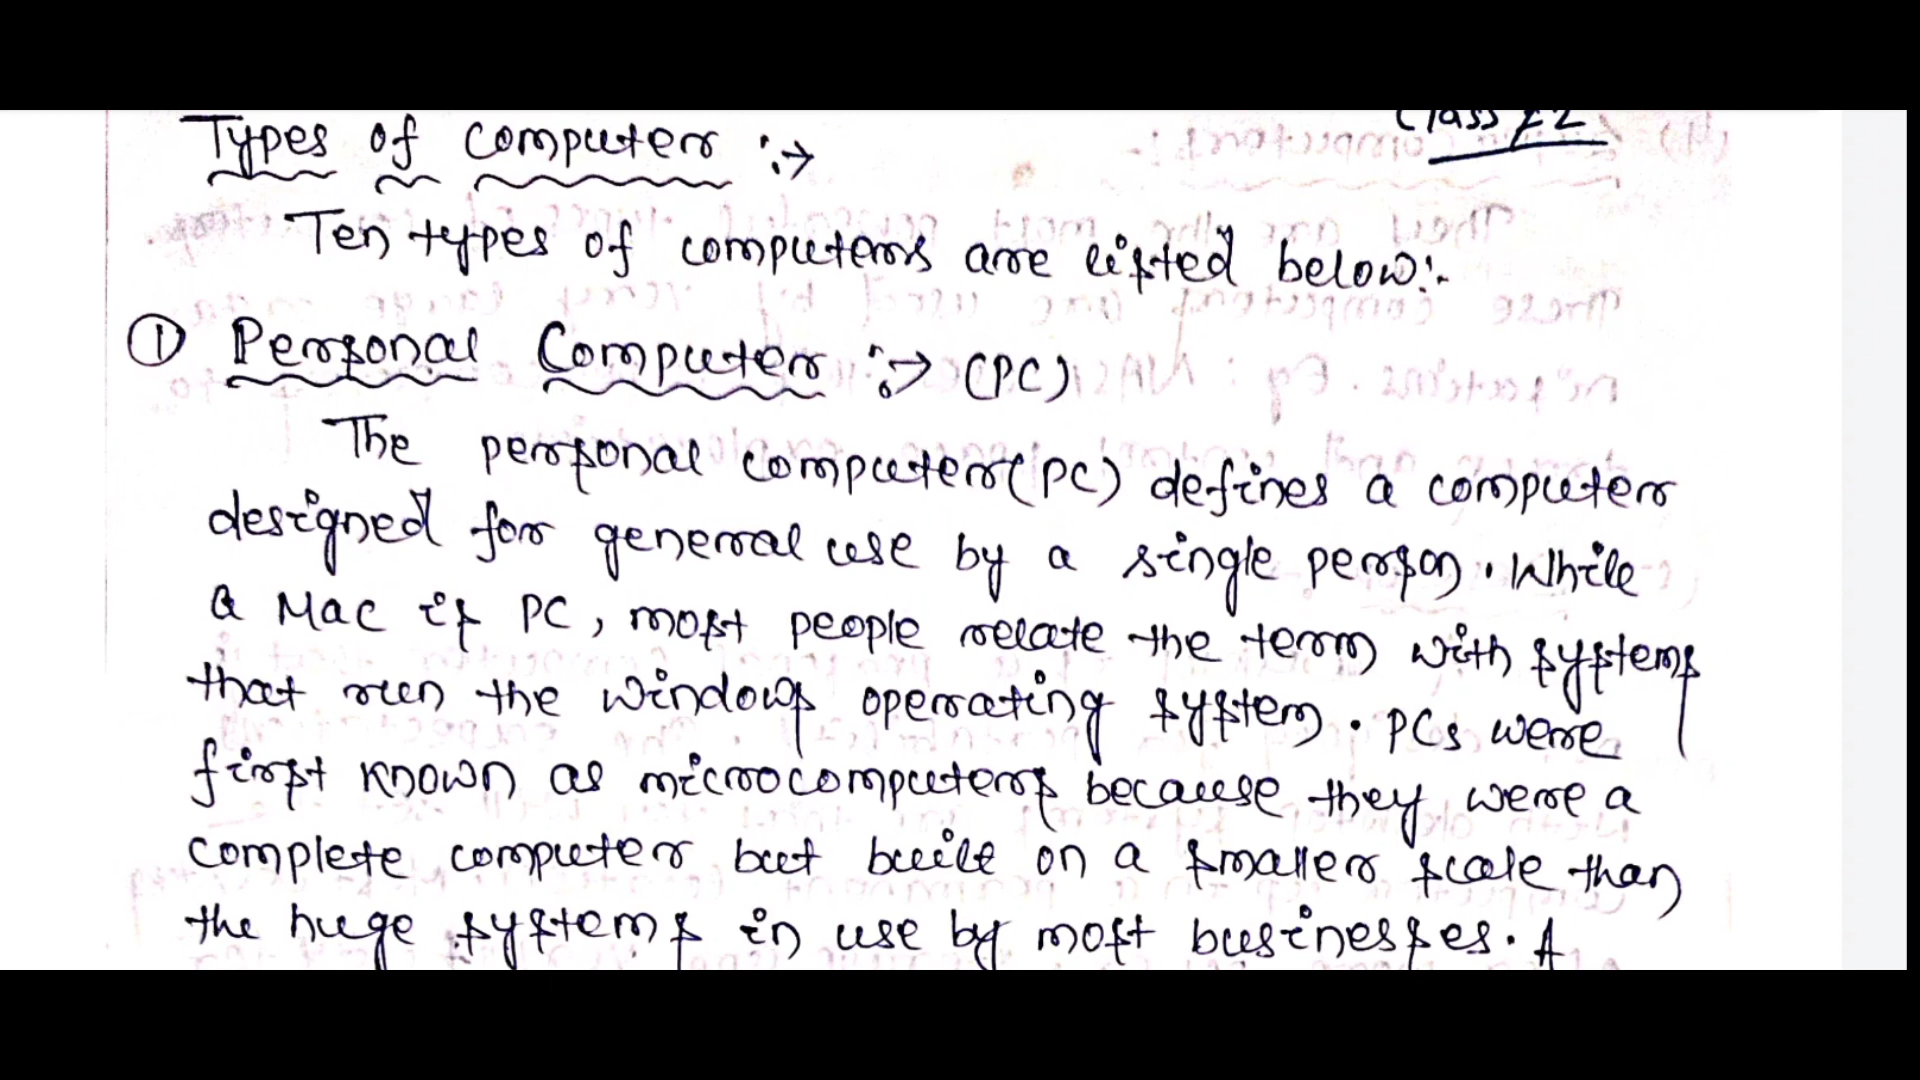 Class £2
Types of computer :→
Ten types of computers are listed below:-
① Personal Computer :→ (PC)
The personal computer(PC) defines a computer
designed for general use by a single person. While
a Mac is PC, most people relate the term with systems
that run the windows operating system. PCs were
first known as microcomputers because they were a
complete computer but built on a smaller scale than
the huge systems in use by most businesses. A